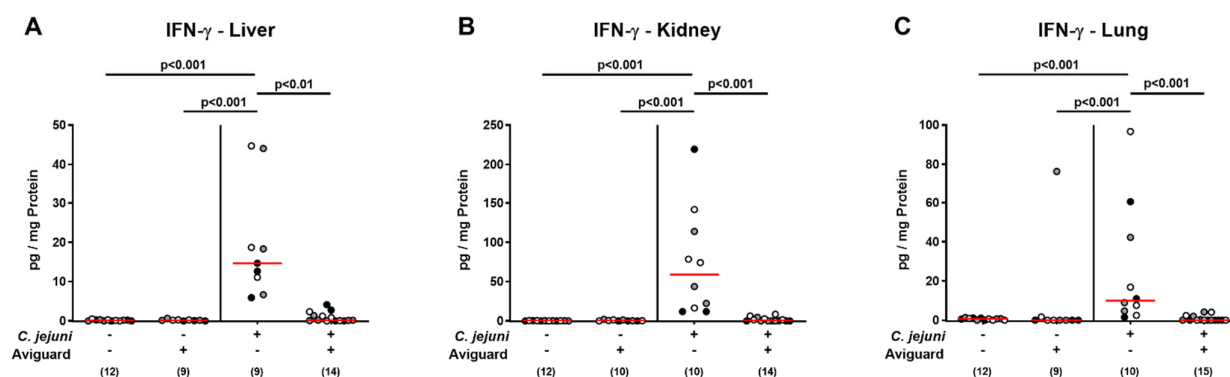 A
IFN-γ - Liver
p<0.001
p<0.01
p<0.001
50
40
30
20
10
0
pg / mg Protein
C. jejuni - - + +
Aviguard - + - +
(12) (9) (9) (14)
B
IFN-γ - Kidney
p<0.001
p<0.001
p<0.001
250
200
150
100
50
0
pg / mg Protein
- - + +
- + - +
(12) (10) (10) (14)
C
IFN-γ - Lung
p<0.001
p<0.001
p<0.001
100
80
60
40
20
0
pg / mg Protein
C. jejuni - - + +
Aviguard - + - +
(12) (9) (10) (15)